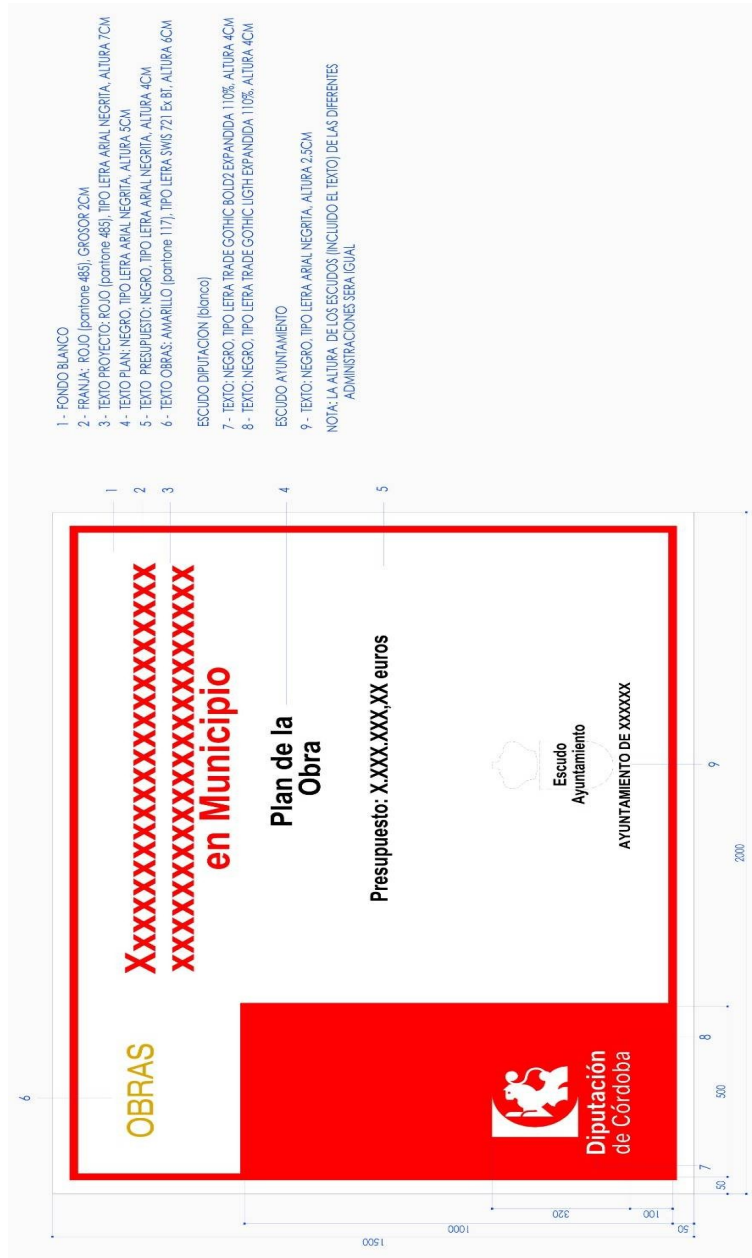 1 - FONDO BLANCO
2 - FRANJA: ROJO (pantone 485), GROSOR 2CM
3 - TEXTO PROYECTO: ROJO (pantone 485), TIPO LETRA ARIAL NEGRITA, ALTURA 7CM
4 - TEXTO PLAN: NEGRO, TIPO LETRA ARIAL NEGRITA, ALTURA 5CM
5 - TEXTO PRESUPUESTO: NEGRO, TIPO LETRA ARIAL NEGRITA, ALTURA 4CM
6 - TEXTO OBRAS: AMARILLO (pantone 117), TIPO LETRA SWIS 721 Ex BT, ALTURA 6CM
ESCUDO DIPUTACION (blanco)
7 - TEXTO: NEGRO, TIPO LETRA TRADE GOTHIC BOLD2 EXPANDIDA 110%, ALTURA 4CM
8 - TEXTO: NEGRO, TIPO LETRA TRADE GOTHIC LIGTH EXPANDIDA 110%, ALTURA 4CM
ESCUDO AYUNTAMIENTO
9 - TEXTO: NEGRO, TIPO LETRA ARIAL NEGRITA, ALTURA 2,5CM
NOTA: LA ALTURA DE LOS ESCUDOS (INCLUIDO EL TEXTO) DE LAS DIFERENTES
ADMINISTRACIONES SERA IGUAL
6
OBRAS
Xxxxxxxxxxxxxxxxxxxxxxx
xxxxxxxxxxxxxxxxxxxxxxx
en Municipio
Plan de la
Obra
Presupuesto: X.XXX.XXX,XX euros
Escudo
Ayuntamiento
AYUNTAMIENTO DE XXXXXX
Diputación
de Córdoba
1
2
3
4
5
7
8
9
50
500
2000
1500
1000
320
100
50